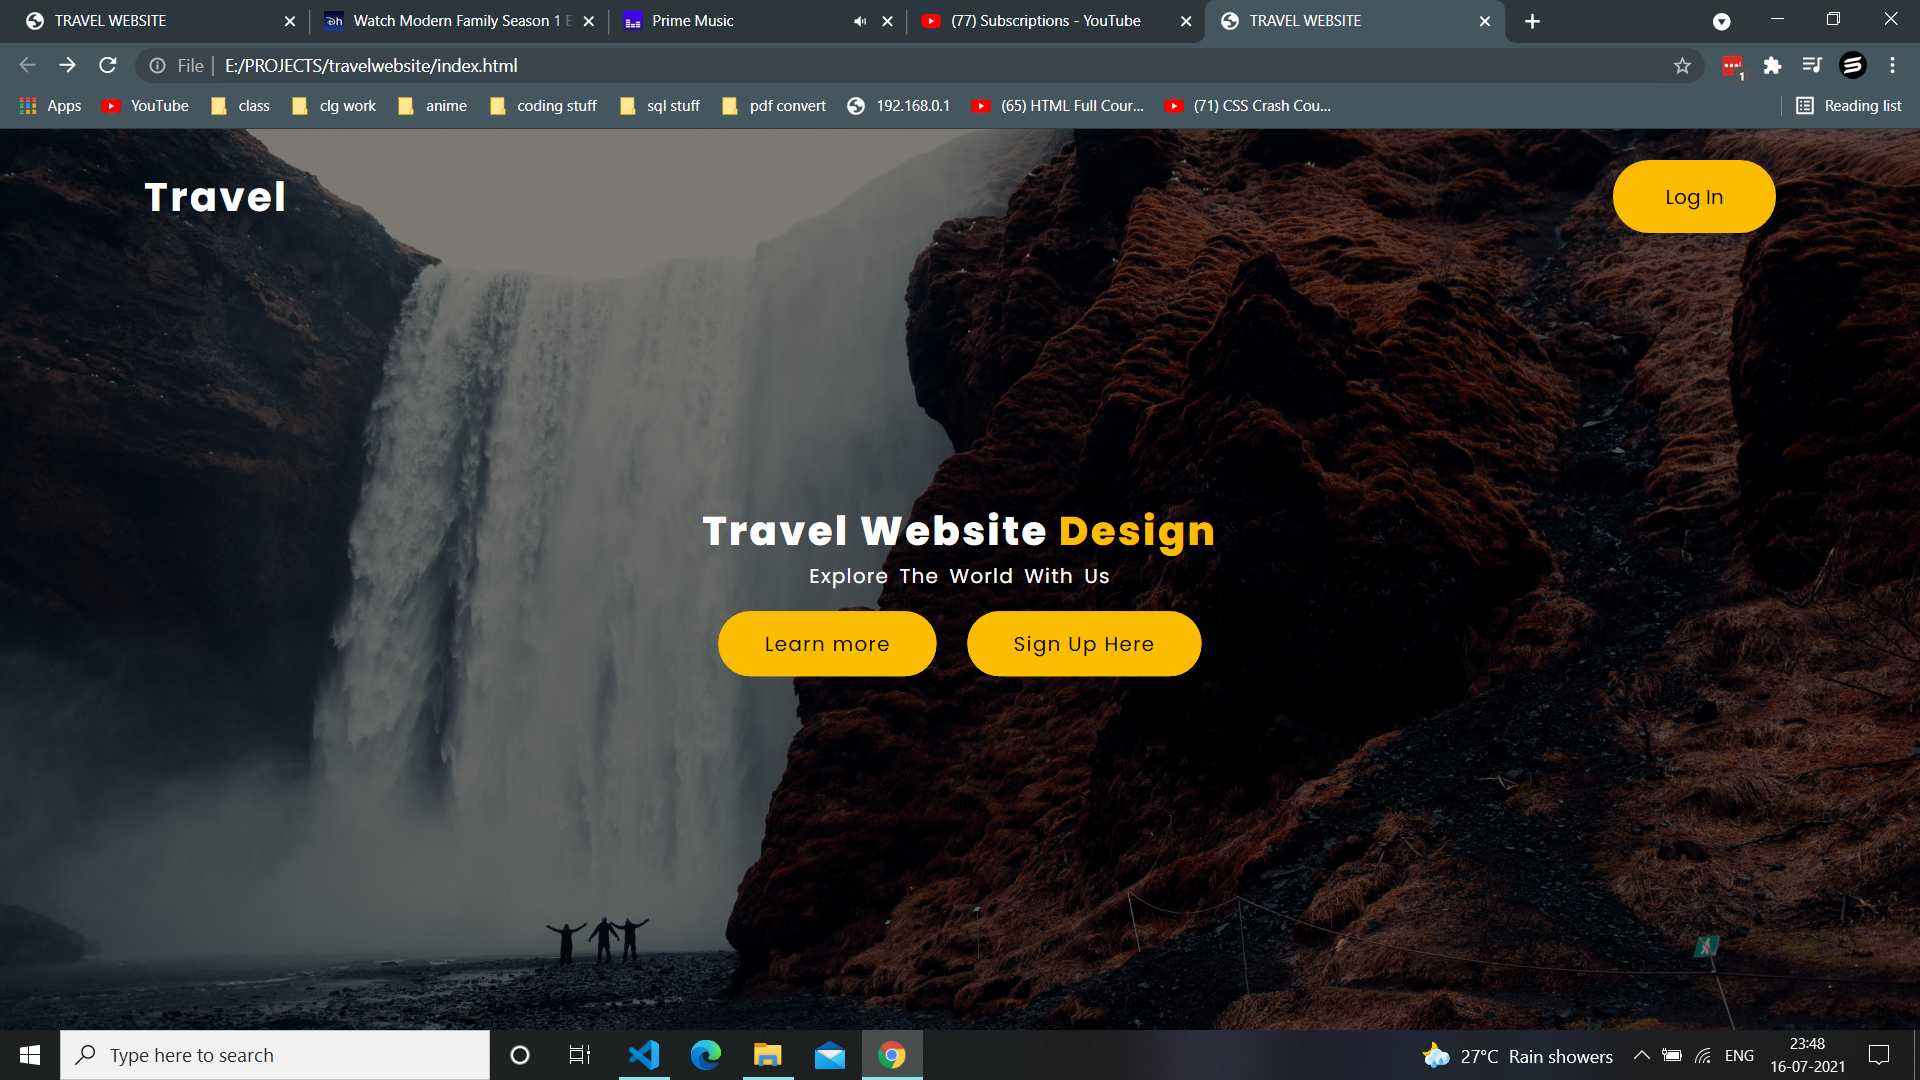 TRAVEL WEBSITE
Watch Modern Family Season 1 E
Prime Music
(77) Subscriptions - YouTube
TRAVEL WEBSITE
File | E:/PROJECTS/travelwebsite/index.html
1
Apps YouTube class clg work anime coding stuff sql stuff pdf convert 192.168.0.1 (65) HTML Full Cour... (71) CSS Crash Cou... Reading list
Travel
Log In
Travel Website Design
Explore The World With Us
Learn more
Sign Up Here
Type here to search
27°C Rain showers
ENG
23:48
16-07-2021